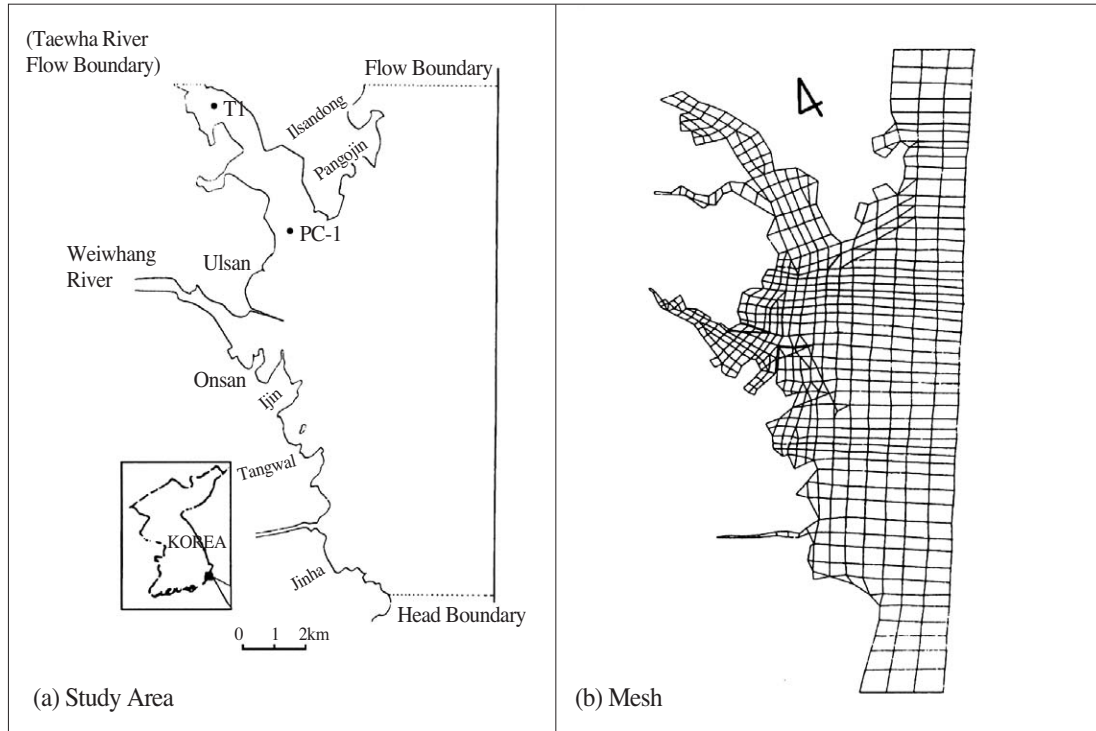 (Taewha River
Flow Boundary)
Flow Boundary
T1
Ilsandong
Pangojin
PC-1
Weiwhang
River
Ulsan
Onsan
Ijin
Tangwal
KOREA
Jinha
Head Boundary
0 1 2km
(a) Study Area
(b) Mesh